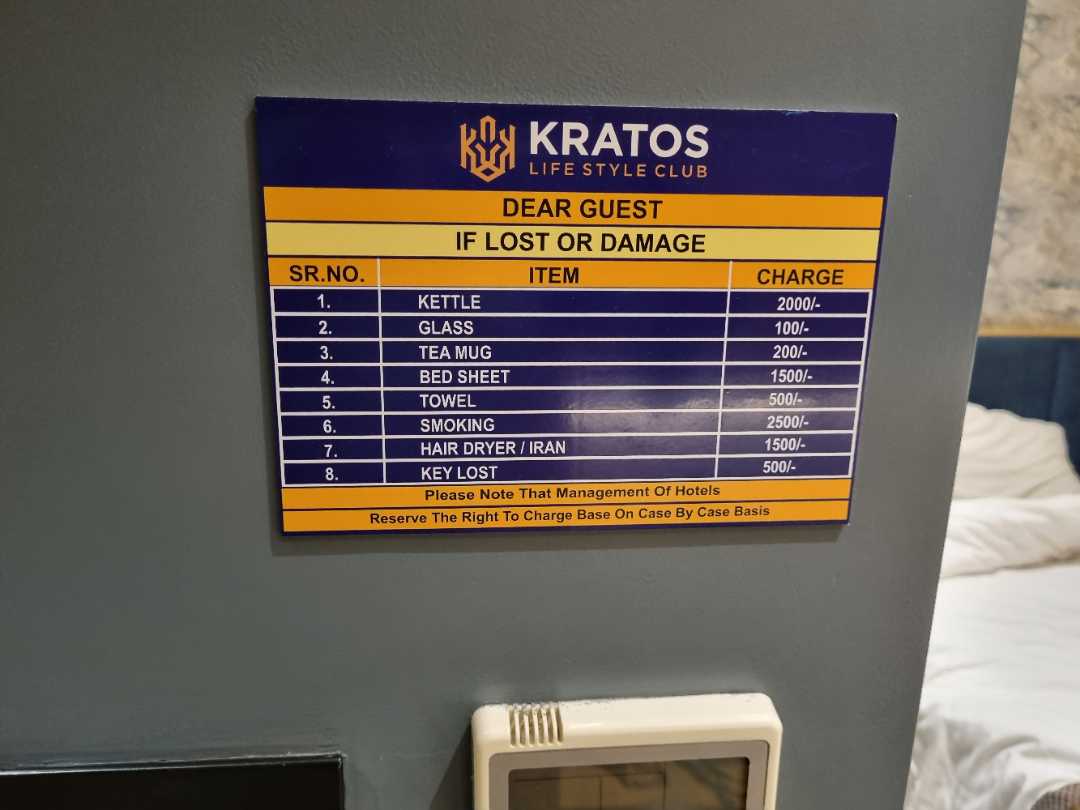 KRATOS
LIFE STYLE CLUB
DEAR GUEST
IF LOST OR DAMAGE
SR.NO. ITEM CHARGE
1. KETTLE 2000/-
2. GLASS 100/-
3. TEA MUG 200/-
4. BED SHEET 1500/-
5. TOWEL 500/-
6. SMOKING 2500/-
7. HAIR DRYER / IRAN 1500/-
8. KEY LOST 500/-
Please Note That Management Of Hotels
Reserve The Right To Charge Base On Case By Case Basis